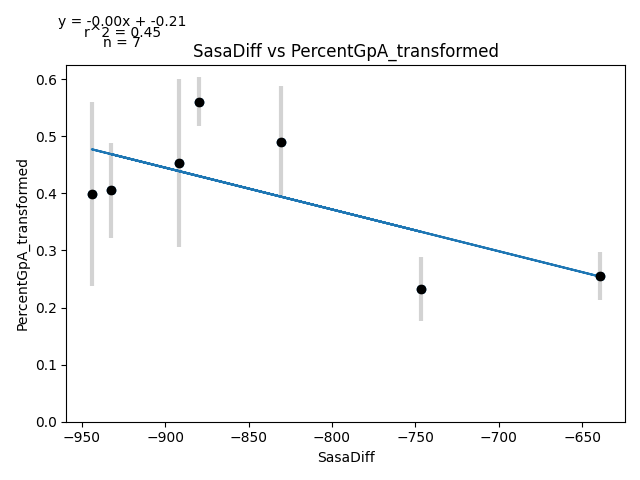 y = -0.00x + -0.21
r^2 = 0.45
n = 7
SasaDiff vs PercentGpA_transformed
PercentGpA_transformed
0.6
0.5
0.4
0.3
0.2
0.1
0.0
−950
−900
−850
−800
−750
−700
−650
SasaDiff